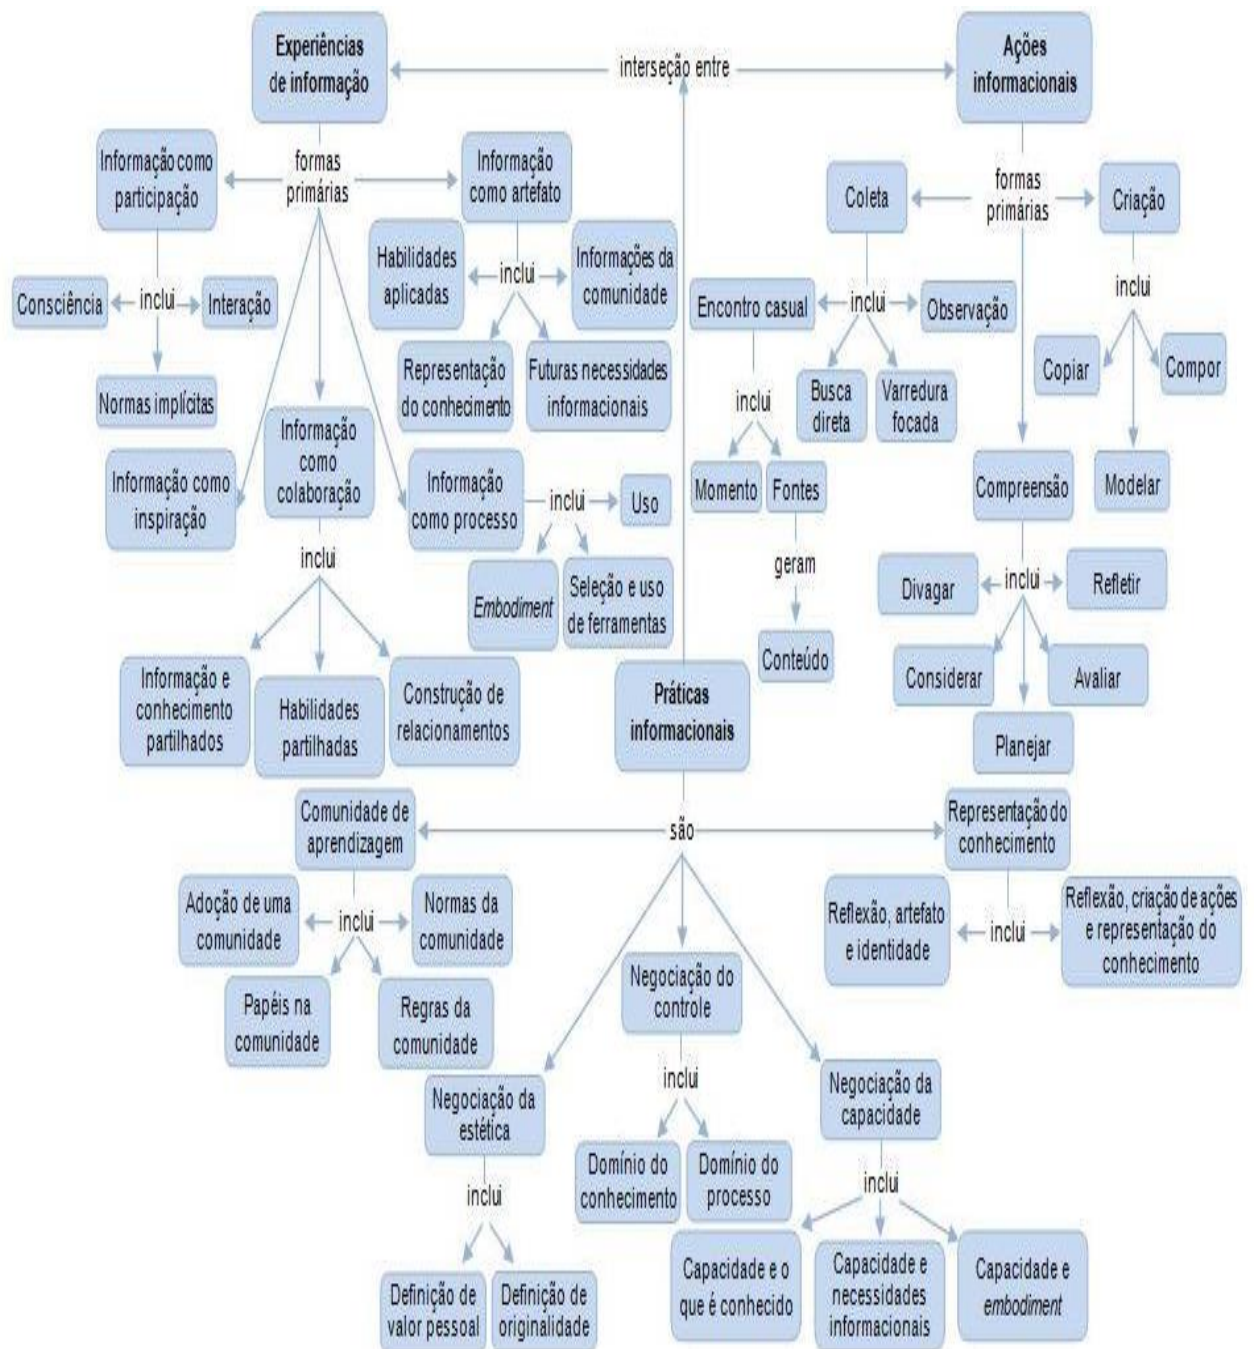 Experiências
de informação
interseção entre
Ações
informacionais
Informação como
participação
formas
primárias
Informação
como artefato
Coleta
formas
primárias
Criação
Habilidades
aplicadas
inclui
Informações da
comunidade
Consciência
inclui
Interação
Encontro casual
inclui
Observação
inclui
Normas implícitas
Representação
do conhecimento
Futuras necessidades
informacionais
Busca
direta
Varredura
focada
Copiar
Compor
inclui
Informação como
inspiração
Informação
como
colaboração
Informação
como processo
inclui
Uso
Momento
Fontes
Compreensão
Modelar
inclui
Embodiment
Seleção e uso
de ferramentas
geram
Divagar
inclui
Refletir
Conteúdo
Considerar
Avaliar
Informação e
conhecimento
partilhados
Habilidades
partilhadas
Construção de
relacionamentos
Práticas
informacionais
Planejar
Comunidade de
aprendizagem
são
Representação do
conhecimento
Adoção de uma
comunidade
inclui
Normas da
comunidade
Reflexão, artefato
e identidade
inclui
Reflexão, criação de ações
e representação do
conhecimento
Papéis na
comunidade
Regras da
comunidade
Negociação do
controle
Negociação da
estética
inclui
Negociação da
capacidade
inclui
Domínio do
conhecimento
Domínio do
processo
inclui
Definição de
valor pessoal
Definição de
originalidade
Capacidade e o
que é conhecido
Capacidade e
necessidades
informacionais
Capacidade e
embodiment